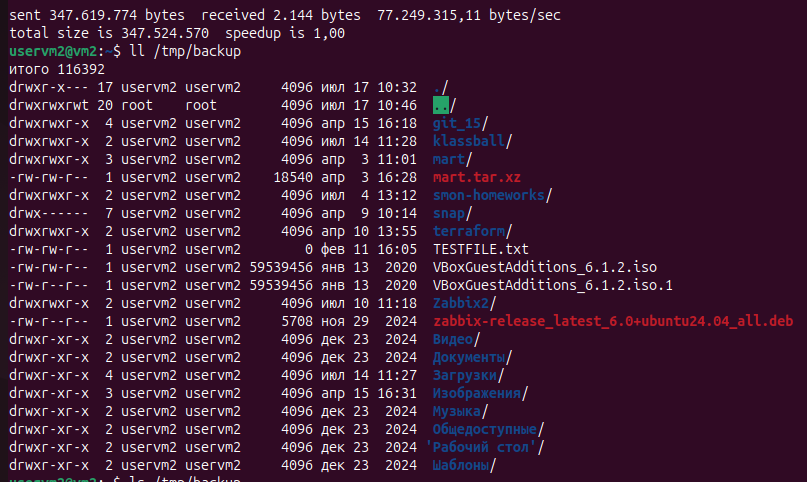 sent 347.619.774 bytes  received 2.144 bytes  77.249.315,11 bytes/sec
total size is 347.524.570  speedup is 1,00
uservm2@vm2:~$ ll /tmp/backup
итого 116392
drwxr-x--- 17 uservm2 uservm2     4096 июл 17 10:32  ./
drwxrwxrwt 20 root    root        4096 июл 17 10:46  ../
drwxrwxr-x  4 uservm2 uservm2     4096 апр 15 16:18  git_15/
drwxrwxr-x  2 uservm2 uservm2     4096 июл 14 11:28  klassball/
drwxrwxr-x  3 uservm2 uservm2     4096 апр  3 11:01  mart/
-rw-rw-r--  1 uservm2 uservm2    18540 апр  3 16:28  mart.tar.xz
drwxrwxr-x  2 uservm2 uservm2     4096 июл  4 13:12  smon-homeworks/
drwx------  7 uservm2 uservm2     4096 апр  9 10:14  snap/
drwxrwxr-x  2 uservm2 uservm2     4096 апр 10 13:55  terraform/
-rw-rw-r--  1 uservm2 uservm2        0 фев 11 16:05  TESTFILE.txt
-rw-rw-r--  1 uservm2 uservm2 59539456 янв 13  2020  VBoxGuestAdditions_6.1.2.iso
-rw-r--r--  1 uservm2 uservm2 59539456 янв 13  2020  VBoxGuestAdditions_6.1.2.iso.1
drwxrwxr-x  2 uservm2 uservm2     4096 июл 10 11:18  Zabbix2/
-rw-r--r--  1 uservm2 uservm2     5708 ноя 29  2024  zabbix-release_latest_6.0+ubuntu24.04_all.deb
drwxr-xr-x  2 uservm2 uservm2     4096 дек 23  2024  Видео/
drwxr-xr-x  2 uservm2 uservm2     4096 дек 23  2024  Документы/
drwxr-xr-x  4 uservm2 uservm2     4096 июл 14 11:27  Загрузки/
drwxr-xr-x  3 uservm2 uservm2     4096 апр 15 16:31  Изображения/
drwxr-xr-x  2 uservm2 uservm2     4096 дек 23  2024  Музыка/
drwxr-xr-x  2 uservm2 uservm2     4096 дек 23  2024  Общедоступные/
drwxr-xr-x  2 uservm2 uservm2     4096 дек 23  2024 'Рабочий стол'/
drwxr-xr-x  2 uservm2 uservm2     4096 дек 23  2024  Шаблоны/
uservm2@vm2:~$ ls /tmp/backup